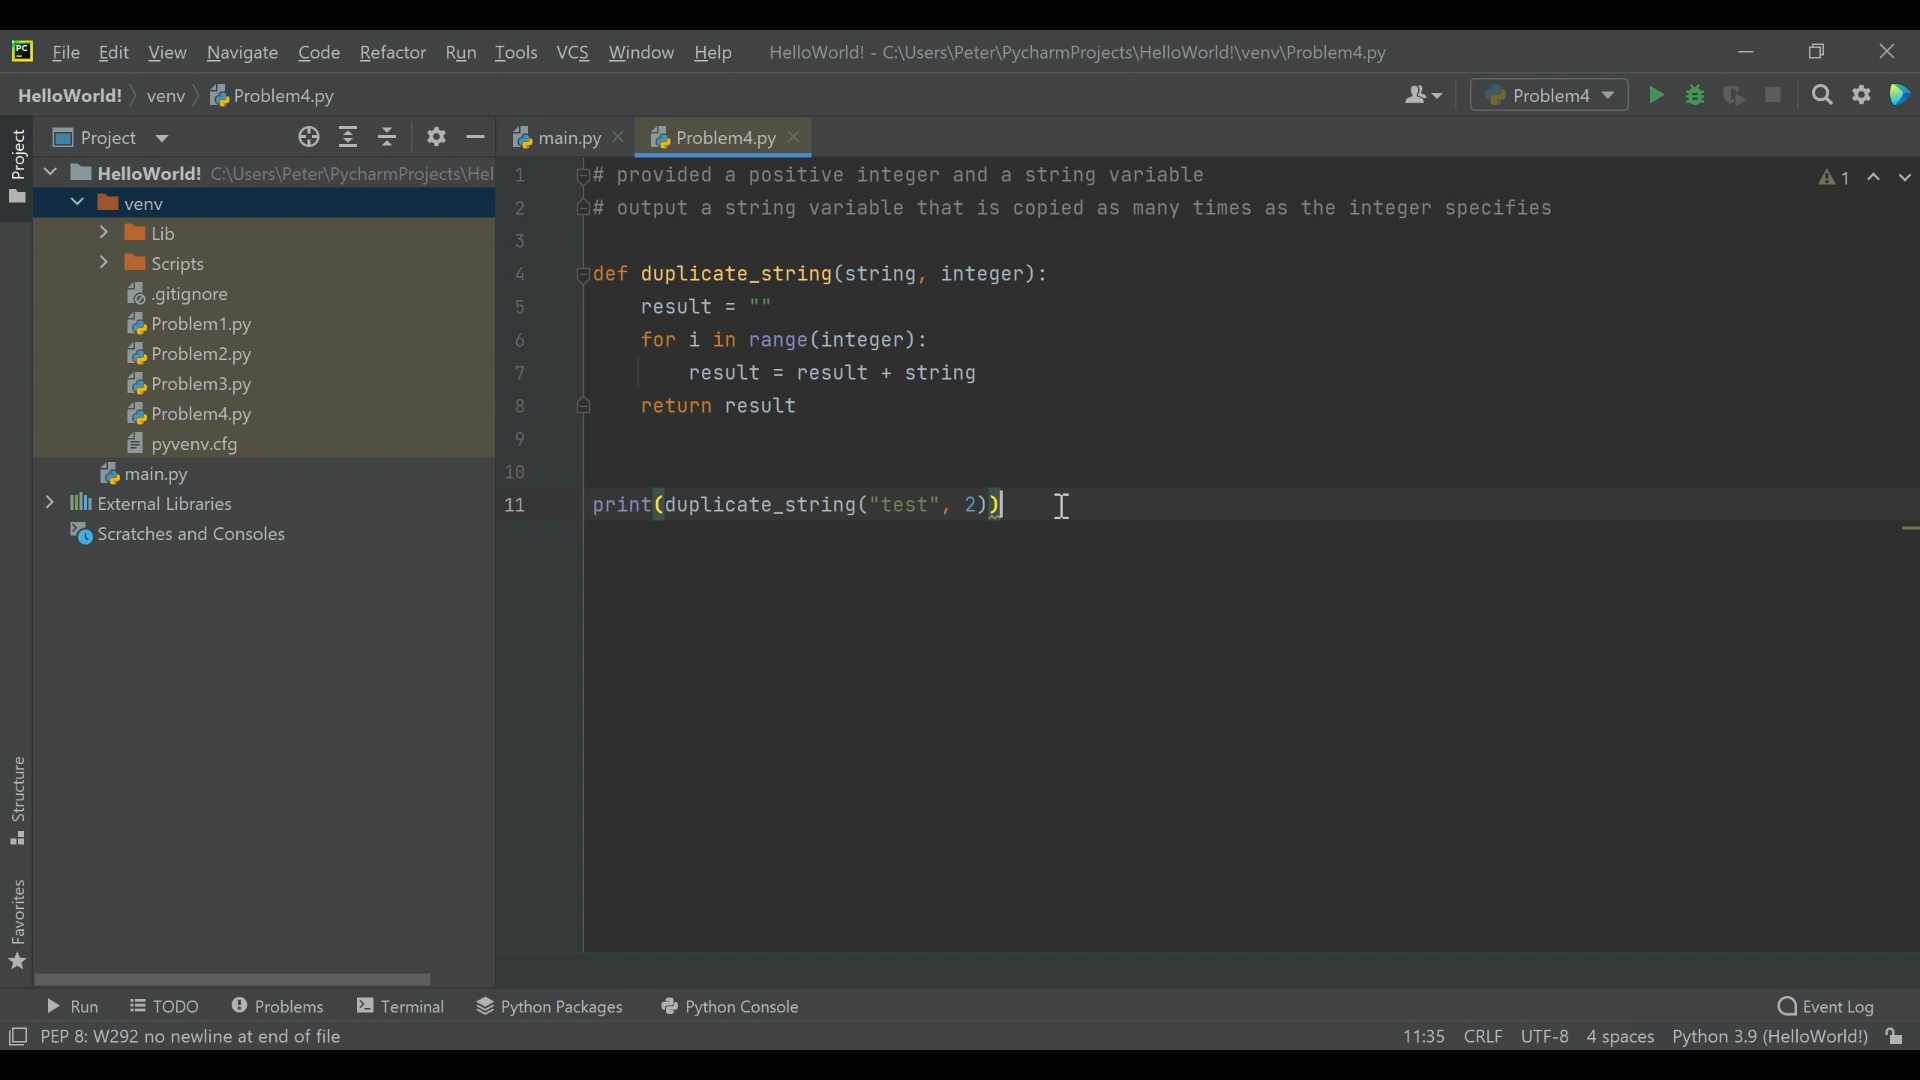 PC File Edit View Navigate Code Refactor Run Tools VCS Window Help HelloWorld! - C:\Users\Peter\PycharmProjects\HelloWorld!\venv\Problem4.py
HelloWorld! venv Problem4.py Problem4
Project Project main.py Problem4.py
HelloWorld! C:\Users\Peter\PycharmProjects\Hel
venv
Lib
Scripts
.gitignore
Problem1.py
Problem2.py
Problem3.py
Problem4.py
pyvenv.cfg
main.py
External Libraries
Scratches and Consoles
1 # provided a positive integer and a string variable 1
2 # output a string variable that is copied as many times as the integer specifies
3
4 def duplicate_string(string, integer):
5     result = ""
6     for i in range(integer):
7         result = result + string
8     return result
9
10
11 print(duplicate_string("test", 2))
Structure
Favorites
Run TODO Problems Terminal Python Packages Python Console Event Log
PEP 8: W292 no newline at end of file 11:35 CRLF UTF-8 4 spaces Python 3.9 (HelloWorld!)